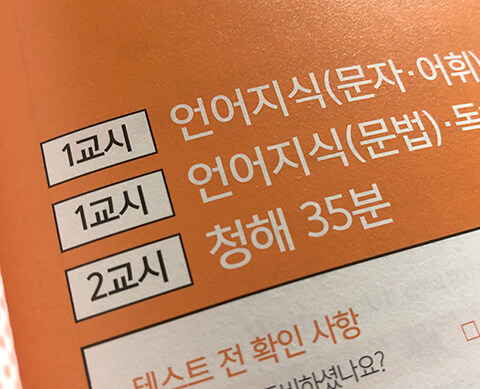 1교시 언어지식(문자·어휘)
1교시 언어지식(문법)·독
2교시 청해 35분
테스트 전 확인 사항